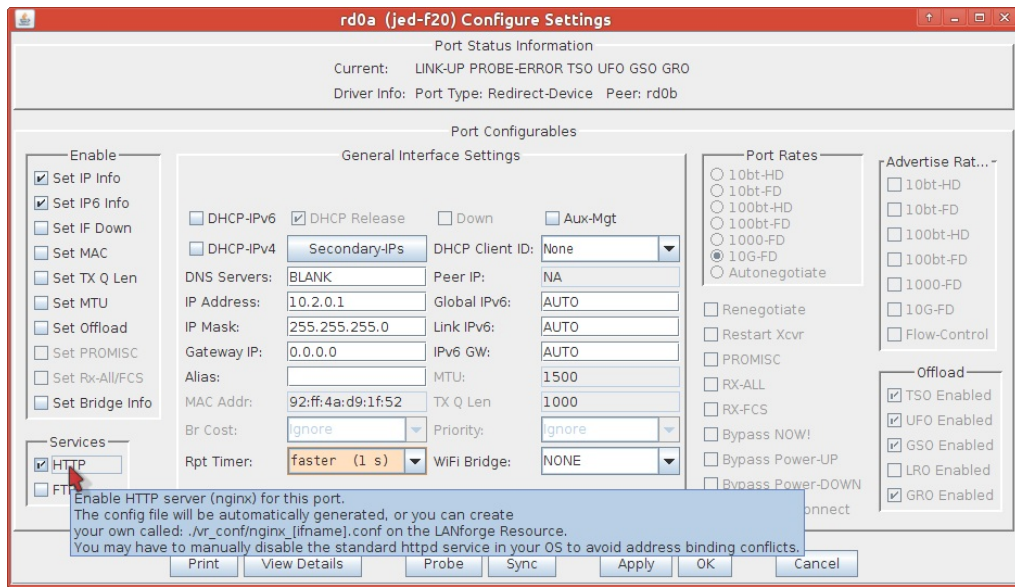 rd0a (jed-f20) Configure Settings
Port Status Information
Current: LINK-UP PROBE-ERROR TSO UFO GSO GRO
Driver Info: Port Type: Redirect-Device Peer: rd0b
Port Configurables
Enable
Set IP Info
Set IP6 Info
Set IF Down
Set MAC
Set TX Q Len
Set MTU
Set Offload
Set PROMISC
Set Rx-All/FCS
Set Bridge Info
Services
HTTP
General Interface Settings
DHCP-IPv6 DHCP Release Down Aux-Mgt
DHCP-IPv4 Secondary-IPs DHCP Client ID: None
DNS Servers: BLANK Peer IP: NA
IP Address: 10.2.0.1 Global IPv6: AUTO
IP Mask: 255.255.255.0 Link IPv6: AUTO
Gateway IP: 0.0.0.0 IPv6 GW: AUTO
Alias: MTU: 1500
MAC Addr: 92:ff:4a:d9:1f:52 TX Q Len 1000
Br Cost: Ignore Priority: Ignore
Rpt Timer: faster (1 s) WiFi Bridge: NONE
Port Rates
10bt-HD
10bt-FD
100bt-HD
100bt-FD
1000-FD
10G-FD
Autonegotiate
Renegotiate
Restart Xcvr
PROMISC
RX-ALL
RX-FCS
Bypass NOW!
Bypass Power-UP
Bypass Power-DOWN
Advertise Rat...
10bt-HD
10bt-FD
100bt-HD
100bt-FD
1000-FD
10G-FD
Flow-Control
Offload
TSO Enabled
UFO Enabled
GSO Enabled
LRO Enabled
GRO Enabled
Enable HTTP server (nginx) for this port.
The config file will be automatically generated, or you can create
your own called: ./vr_conf/nginx_[ifname].conf on the LANforge Resource.
You may have to manually disable the standard httpd service in your OS to avoid address binding conflicts.
Print View Details Probe Sync Apply OK Cancel